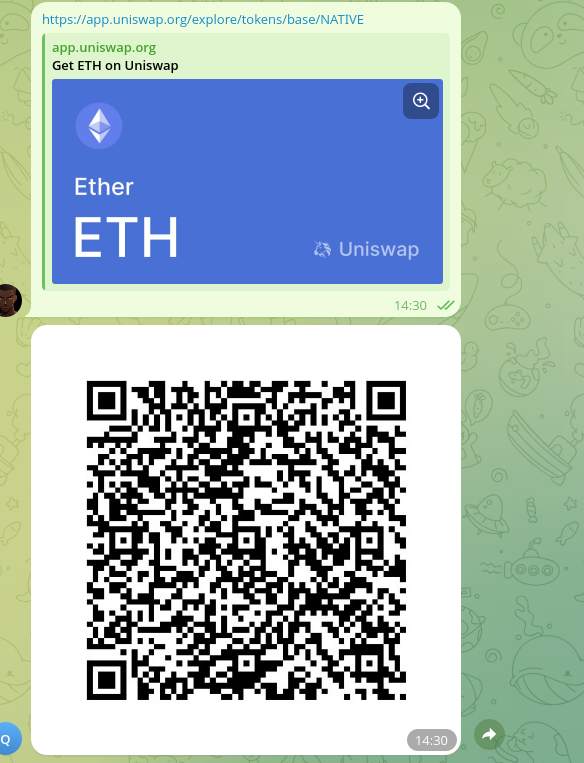 https://app.uniswap.org/explore/tokens/base/NATIVE
app.uniswap.org
Get ETH on Uniswap
Ether
ETH
Uniswap
14:30
Q
14:30